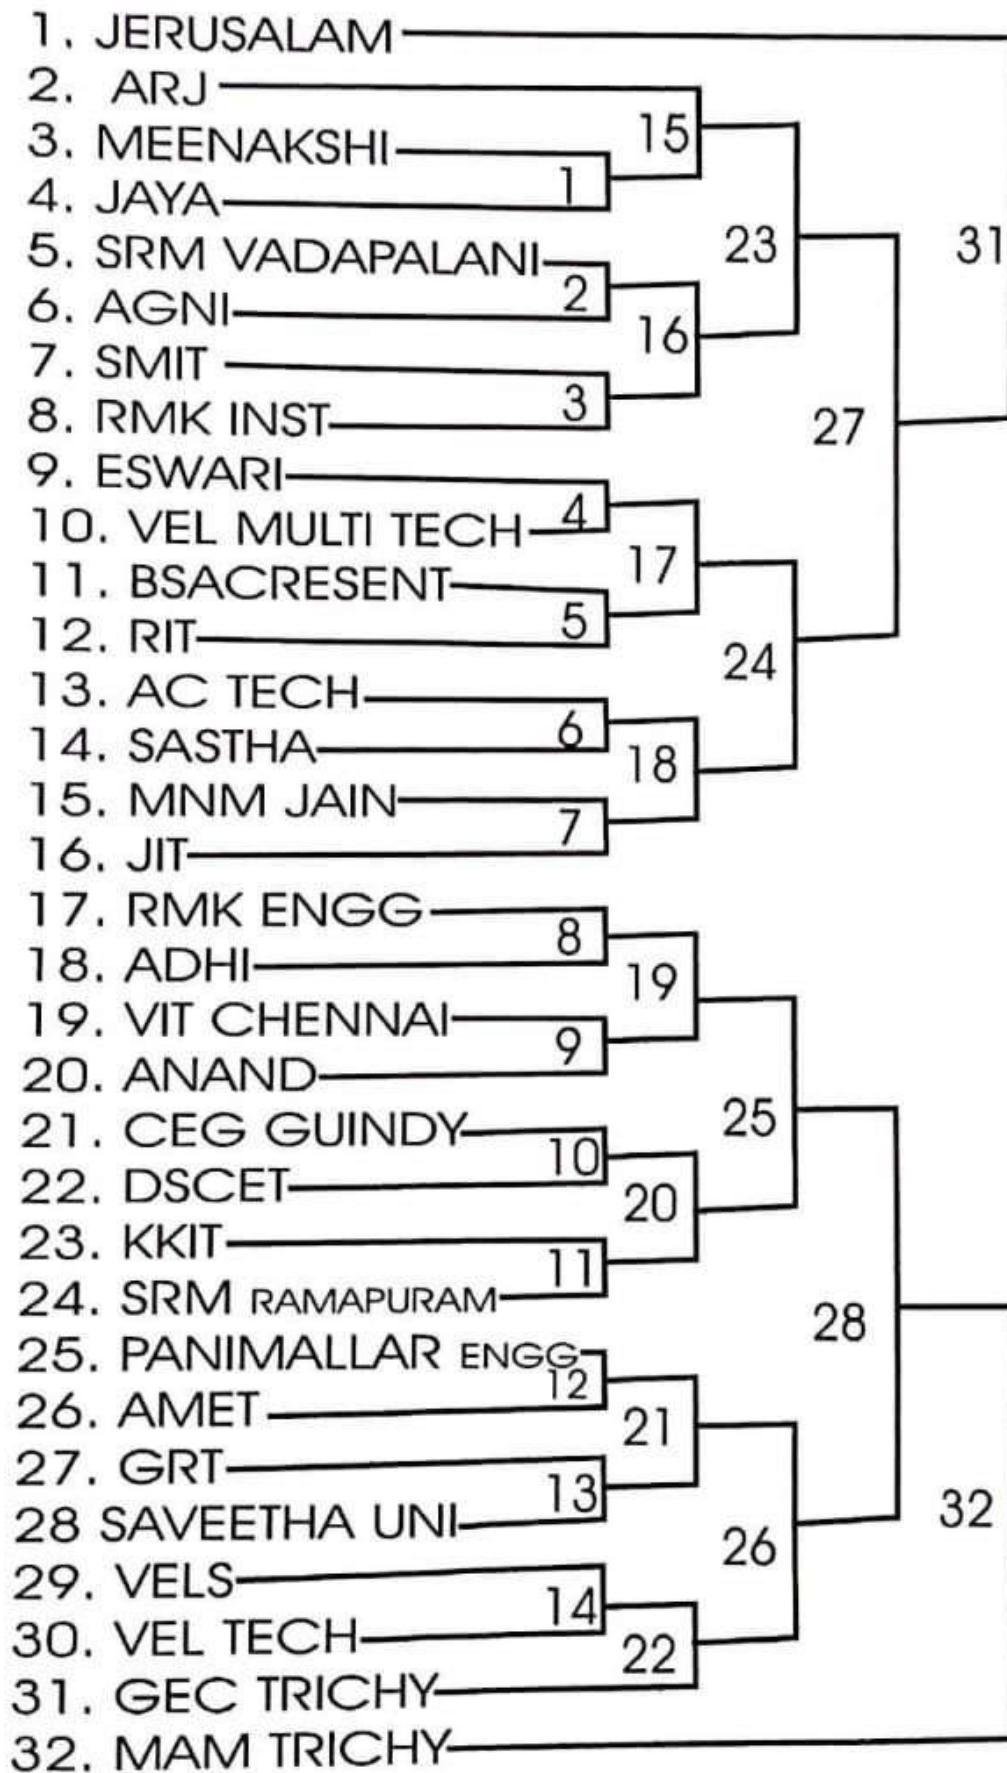 1. JERUSALAM
2. ARJ
3. MEENAKSHI
4. JAYA
5. SRM VADAPALANI
6. AGNI
7. SMIT
8. RMK INST
9. ESWARI
10. VEL MULTI TECH
11. BSACRESENT
12. RIT
13. AC TECH
14. SASTHA
15. MNM JAIN
16. JIT
17. RMK ENGG
18. ADHI
19. VIT CHENNAI
20. ANAND
21. CEG GUINDY
22. DSCET
23. KKIT
24. SRM RAMAPURAM
25. PANIMALLAR ENGG
26. AMET
27. GRT
28 SAVEETHA UNI
29. VELS
30. VEL TECH
31. GEC TRICHY
32. MAM TRICHY
1
2
3
4
5
6
7
8
9
10
11
12
13
14
15
16
17
18
19
20
21
22
23
24
25
26
27
28
31
32